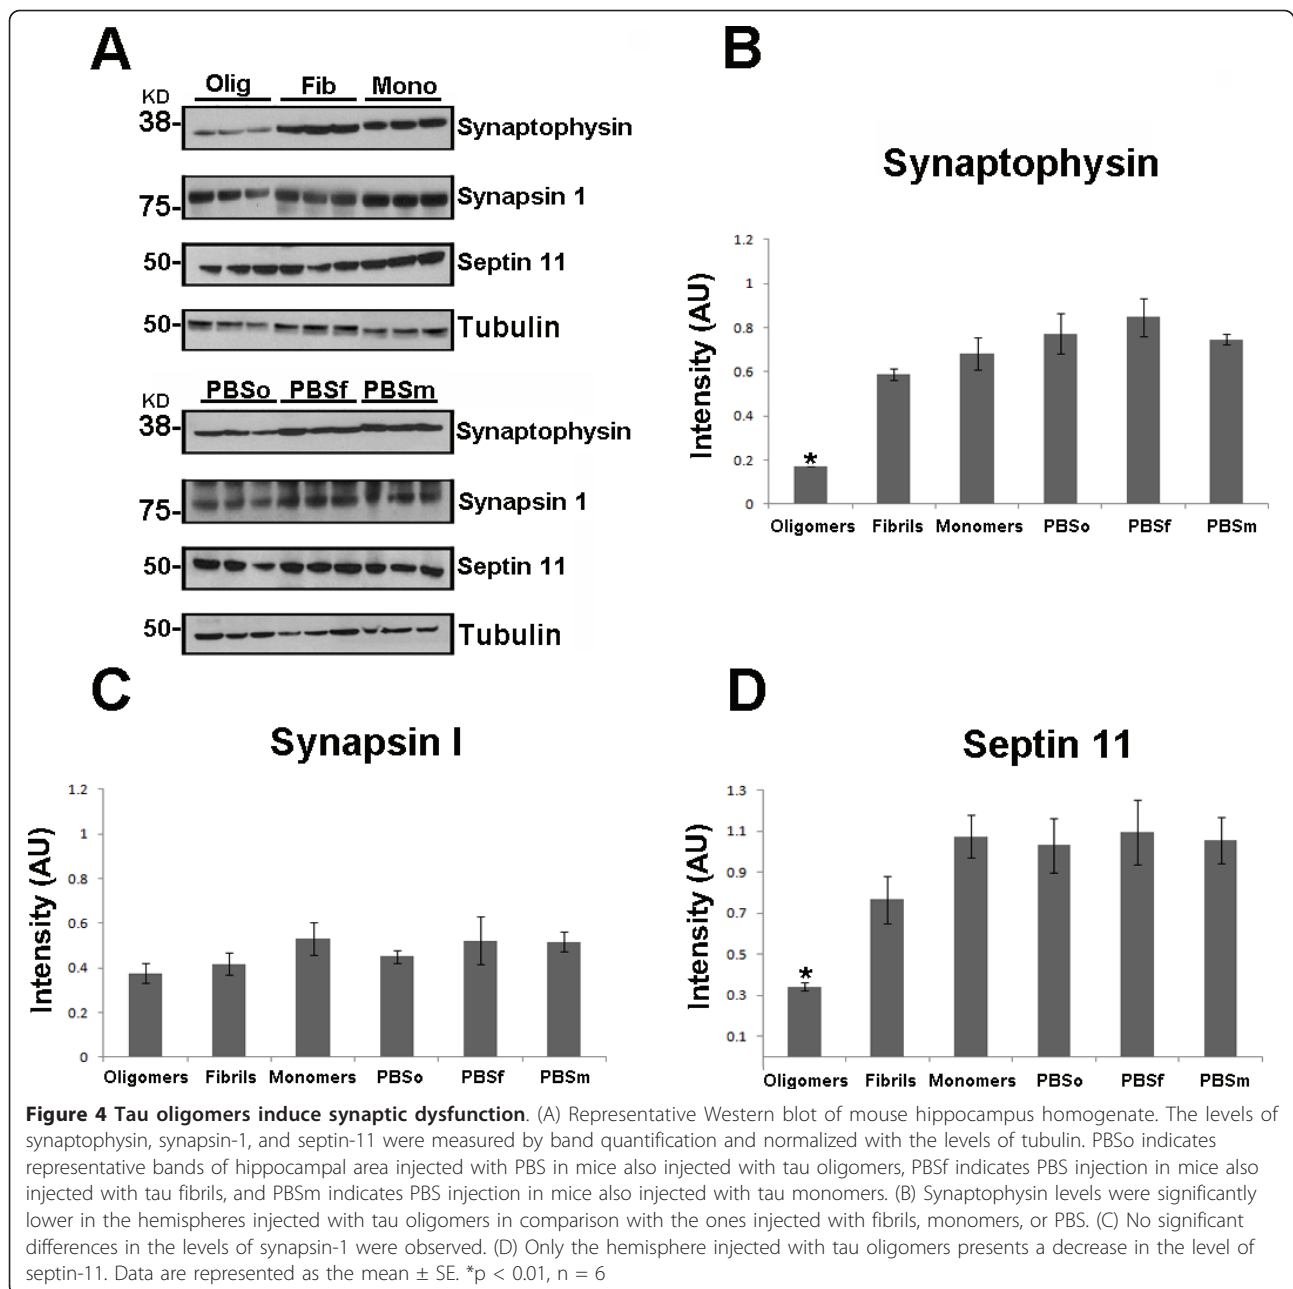 A
Olig Fib Mono
KD
38- Synaptophysin
75- Synapsin 1
50- Septin 11
50- Tubulin
PBSo PBSf PBSm
KD
38- Synaptophysin
75- Synapsin 1
50- Septin 11
50- Tubulin
B
Synaptophysin
Intensity (AU)
1.2
1
0.8
0.6
0.4
0.2
0
*
Oligomers Fibrils Monomers PBSo PBSf PBSm
C
Synapsin I
Intensity (AU)
1.2
1
0.8
0.6
0.4
0.2
0
Oligomers Fibrils Monomers PBSo PBSf PBSm
D
Septin 11
Intensity (AU)
1.3
1.1
0.9
0.7
0.5
0.3
0.1
*
Oligomers Fibrils Monomers PBSo PBSf PBSm
Figure 4 Tau oligomers induce synaptic dysfunction. (A) Representative Western blot of mouse hippocampus homogenate. The levels of
synaptophysin, synapsin-1, and septin-11 were measured by band quantification and normalized with the levels of tubulin. PBSo indicates
representative bands of hippocampal area injected with PBS in mice also injected with tau oligomers, PBSf indicates PBS injection in mice also
injected with tau fibrils, and PBSm indicates PBS injection in mice also injected with tau monomers. (B) Synaptophysin levels were significantly
lower in the hemispheres injected with tau oligomers in comparison with the ones injected with fibrils, monomers, or PBS. (C) No significant
differences in the levels of synapsin-1 were observed. (D) Only the hemisphere injected with tau oligomers presents a decrease in the level of
septin-11. Data are represented as the mean ± SE. *p < 0.01, n = 6